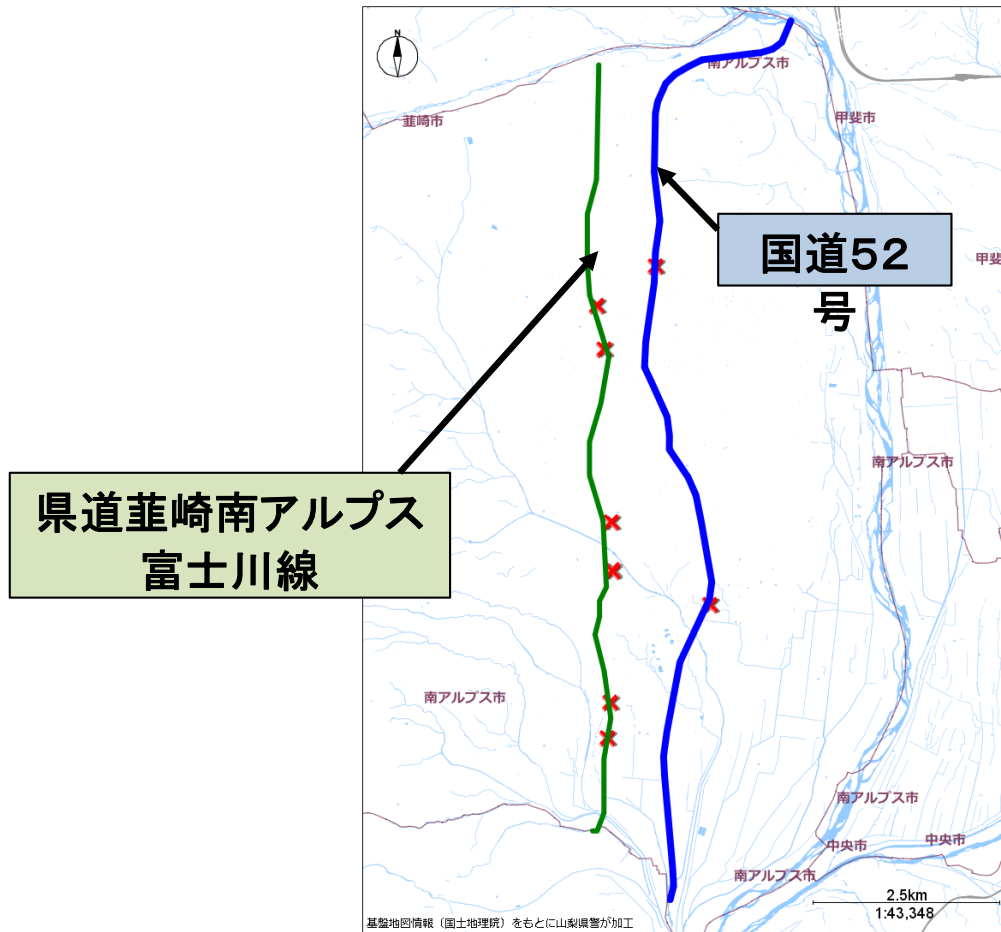 N
南アルプス市
韮崎市
甲斐市
国道５２
号
甲斐
県道韮崎南アルプス
富士川線
南アルプス市
南アルプス市
南アルプス市
中央市
中央市
南アルプス市
2.5km
1:43,348
基盤地図情報（国土地理院）をもとに山梨県警が加工